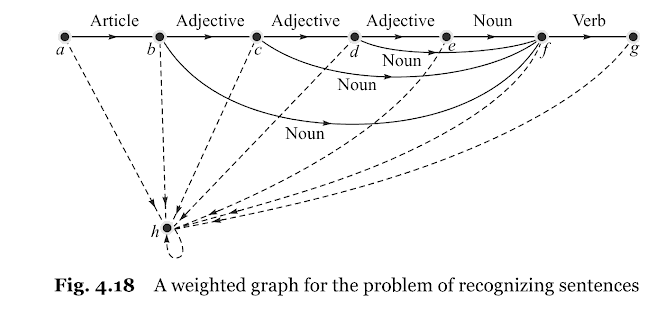 Article Adjective Adjective Adjective Noun Verb
a b c d e f g
Noun
Noun
Noun
h
Fig. 4.18 A weighted graph for the problem of recognizing sentences